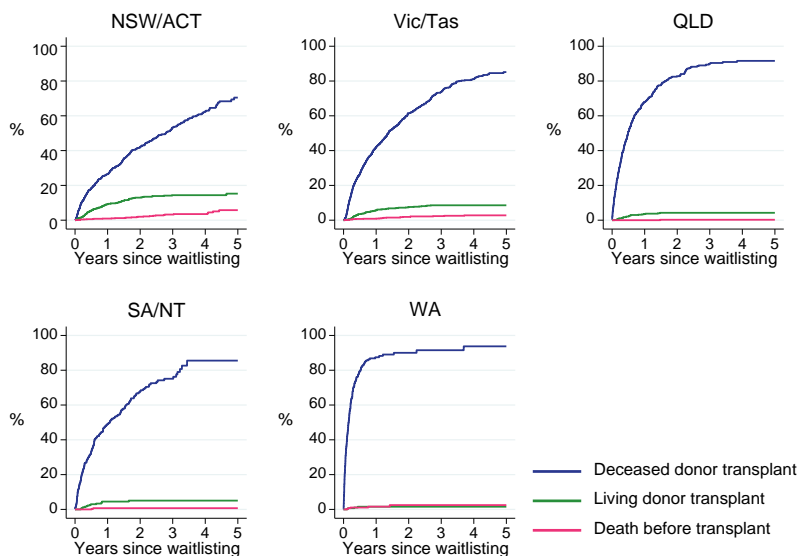 NSW/ACT
100
80
60
40
20
0
%
0 1 2 3 4 5
Years since waitlisting
Vic/Tas
100
80
60
40
20
0
%
0 1 2 3 4 5
Years since waitlisting
QLD
100
80
60
40
20
0
%
0 1 2 3 4 5
Years since waitlisting
SA/NT
100
80
60
40
20
0
%
0 1 2 3 4 5
Years since waitlisting
WA
100
80
60
40
20
0
%
0 1 2 3 4 5
Years since waitlisting
Deceased donor transplant
Living donor transplant
Death before transplant